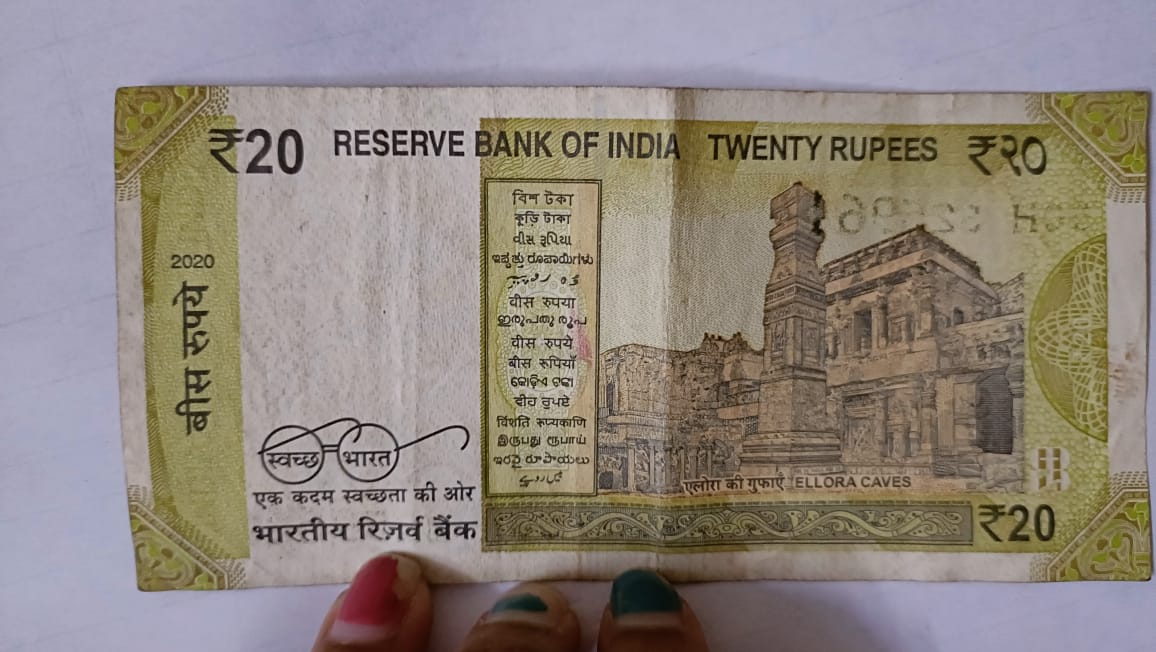 ₹20 RESERVE BANK OF INDIA TWENTY RUPEES ₹२०
2020
बीस रुपये
বিশ টকা
কুড়ি টাকা
વીસ રૂપિયા
ಇಪ್ಪತ್ತು ರೂಪಾಯಿಗಳು
वीस रुपया
ഇരുപതു രൂപ
वीस रुपये
बीस रुपियाँ
କୋଡ଼ିଏ ଟଙ୍କା
ਵੀਹ ਰੁਪਏ
विंशति रूप्यकाणि
இருபது ரூபாய்
ఇరవై రూపాయలు
स्वच्छ भारत
एक कदम स्वच्छता की ओर
भारतीय रिज़र्व बैंक
एलोरा की गुफाएँ ELLORA CAVES
₹20